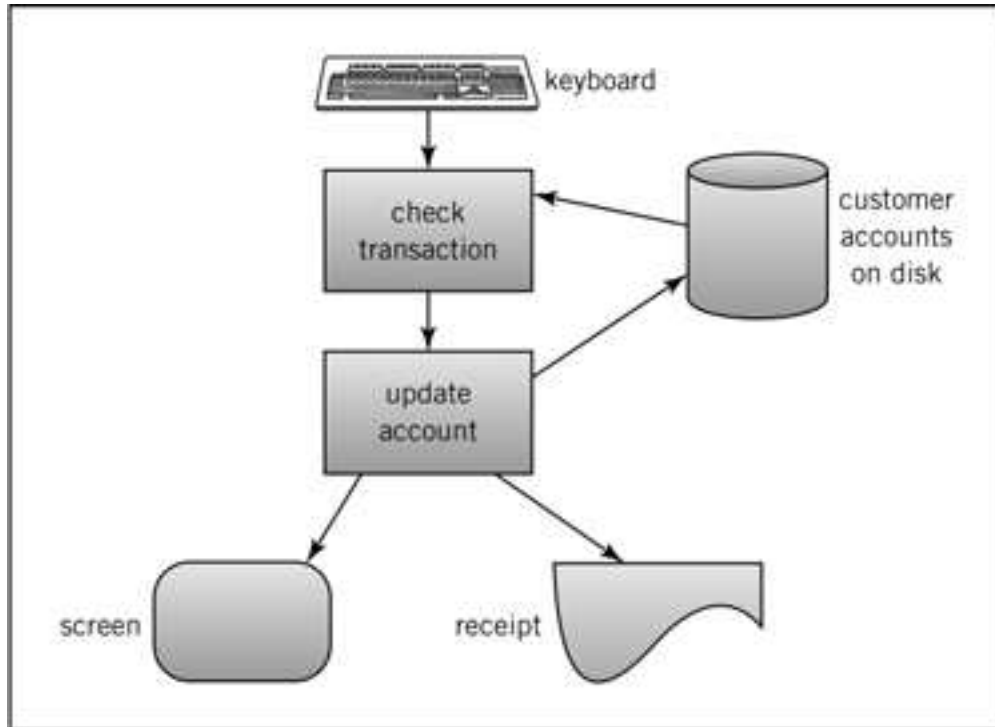 keyboard
check
transaction
customer
accounts
on disk
update
account
screen
receipt